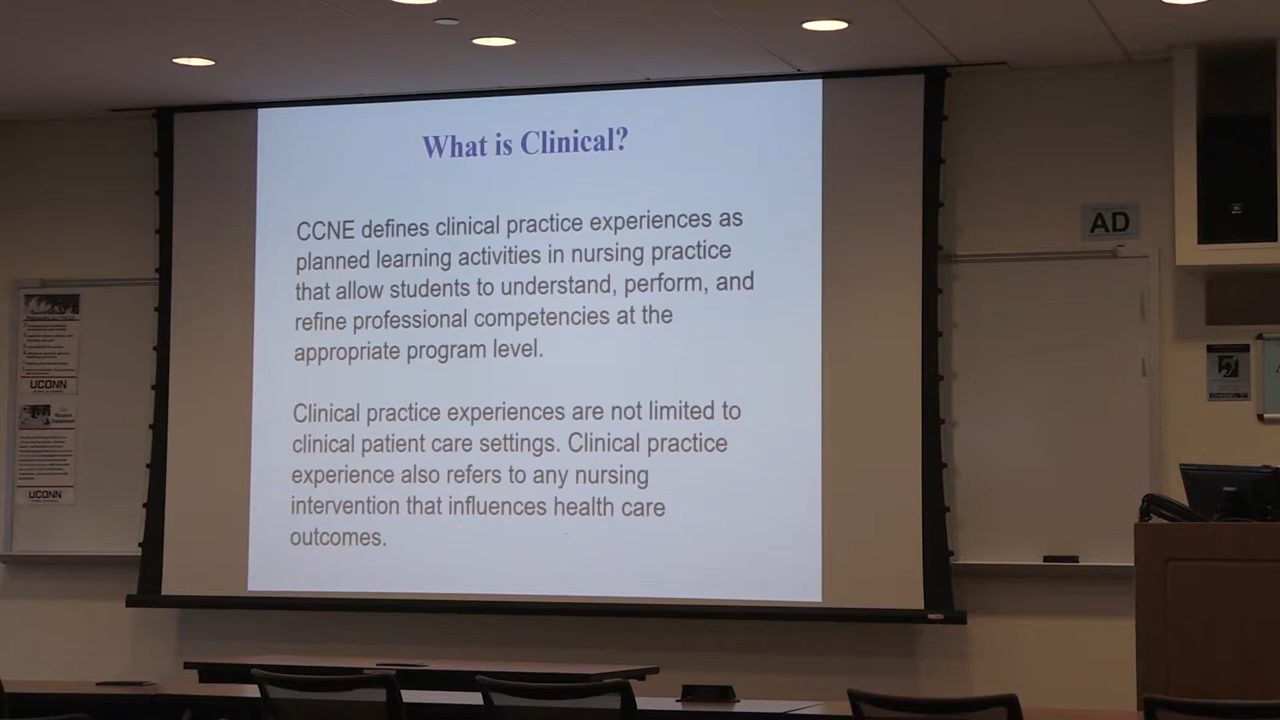 What is Clinical?
CCNE defines clinical practice experiences as
planned learning activities in nursing practice
that allow students to understand, perform, and
refine professional competencies at the
appropriate program level.
Clinical practice experiences are not limited to
clinical patient care settings. Clinical practice
experience also refers to any nursing
intervention that influences health care
outcomes.
AD
UCONN
UCONN
JBL